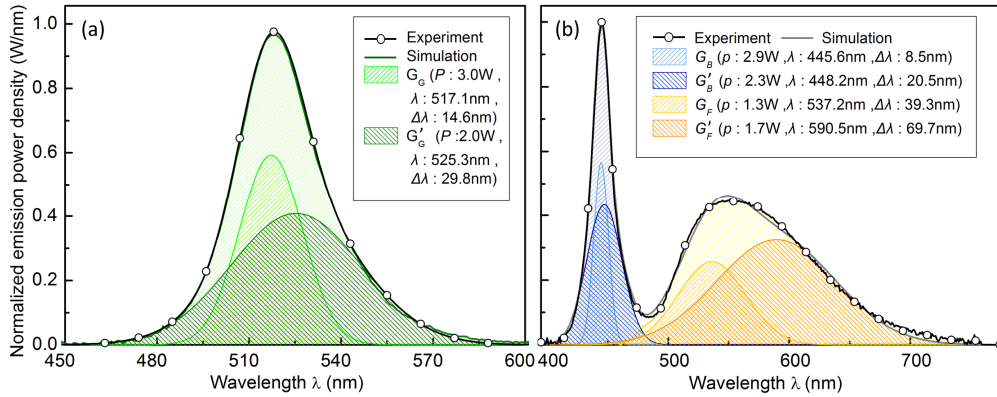 Normalized emission power density (W/nm)
1.0
0.8
0.6
0.4
0.2
0.0
(a)
Experiment
Simulation
G_G (P : 3.0W ,
λ : 517.1nm ,
Δλ : 14.6nm)
G'_G (P :2.0W ,
λ : 525.3nm ,
Δλ : 29.8nm)
450 480 510 540 570 600
Wavelength λ (nm)
(b)
Experiment Simulation
G_B (p : 2.9W ,λ : 445.6nm ,Δλ : 8.5nm)
G'_B (p : 2.3W ,λ : 448.2nm ,Δλ : 20.5nm)
G_F (p : 1.3W ,λ : 537.2nm ,Δλ : 39.3nm)
G'_F (p : 1.7W ,λ : 590.5nm ,Δλ : 69.7nm)
400 500 600 700
Wavelength λ (nm)